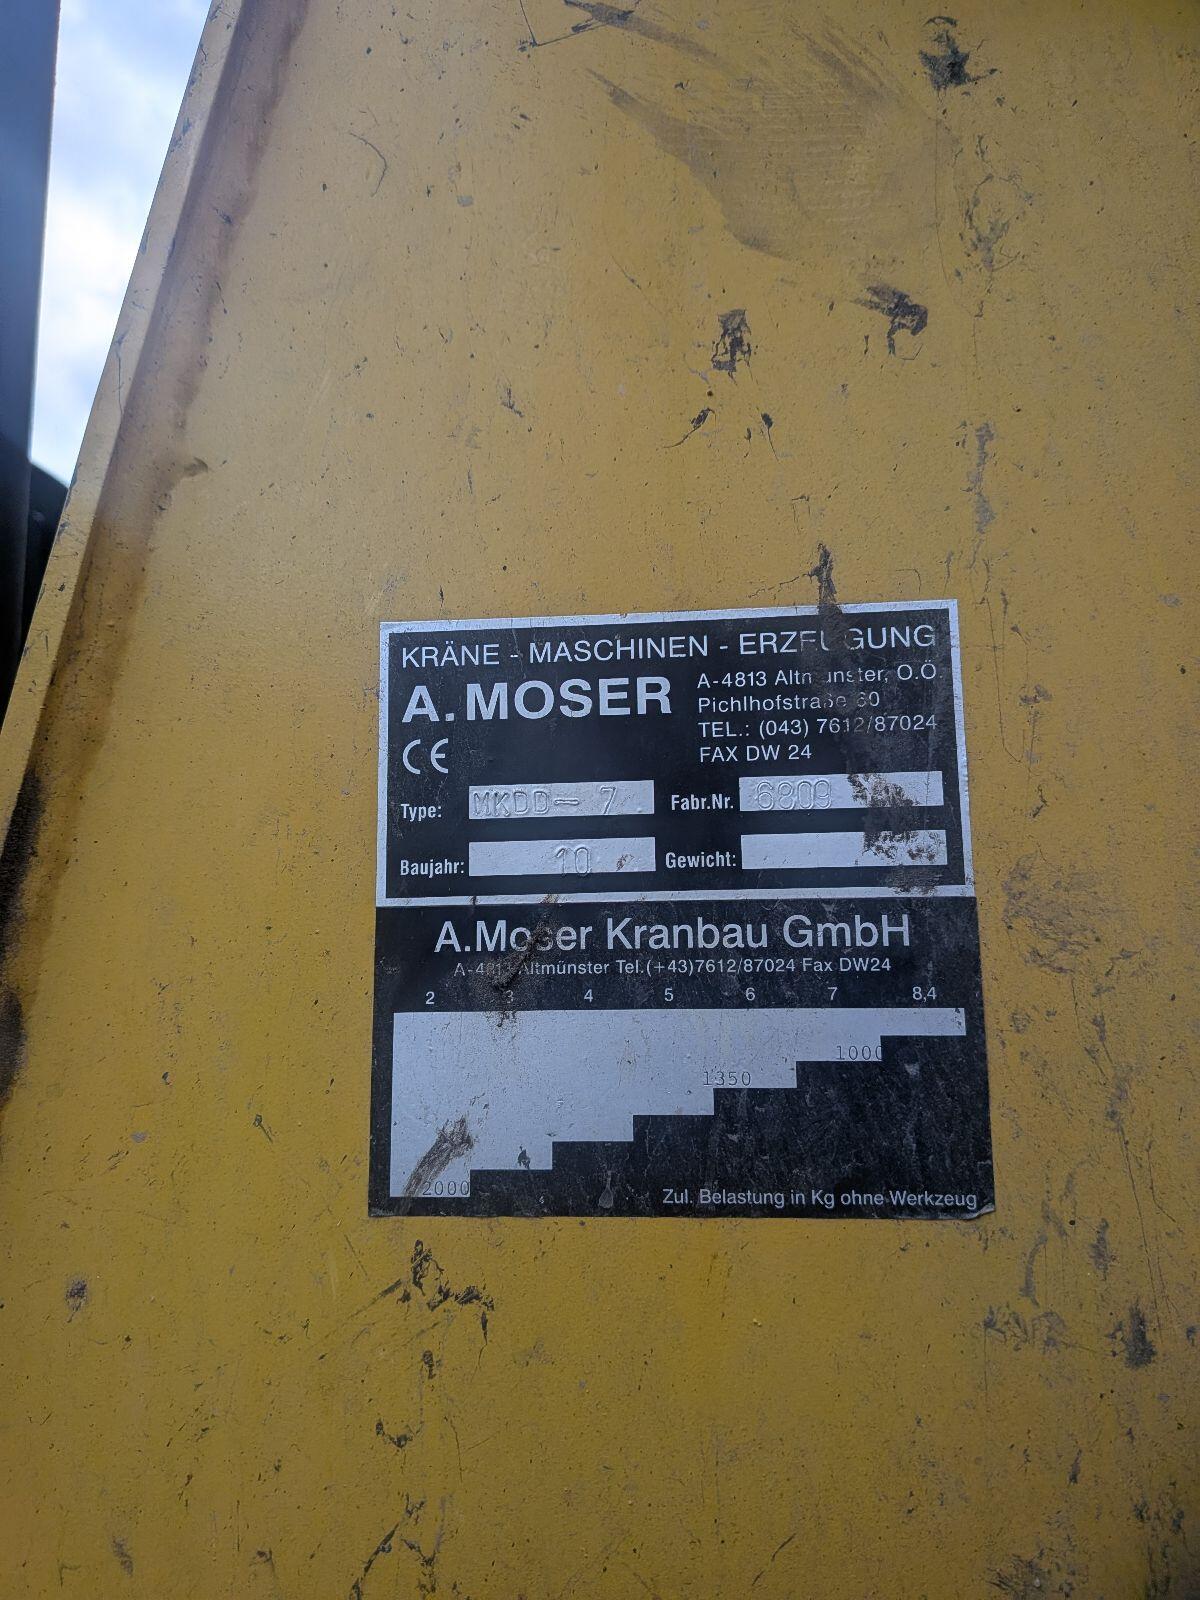 KRÄNE - MASCHINEN - ERZEUGUNG
A. MOSER
A-4813 Altmünster, O.Ö.
Pichlhofstraße 60
TEL.: (043) 7612/87024
FAX DW 24
CE
Type: MKDD-7 Fabr.Nr. 6809
Baujahr: 10 Gewicht:
A.Moser Kranbau GmbH
A-4813 Altmünster Tel.(+43)7612/87024 Fax DW24
2 3 4 5 6 7 8,4
1000
1350
2000
Zul. Belastung in Kg ohne Werkzeug